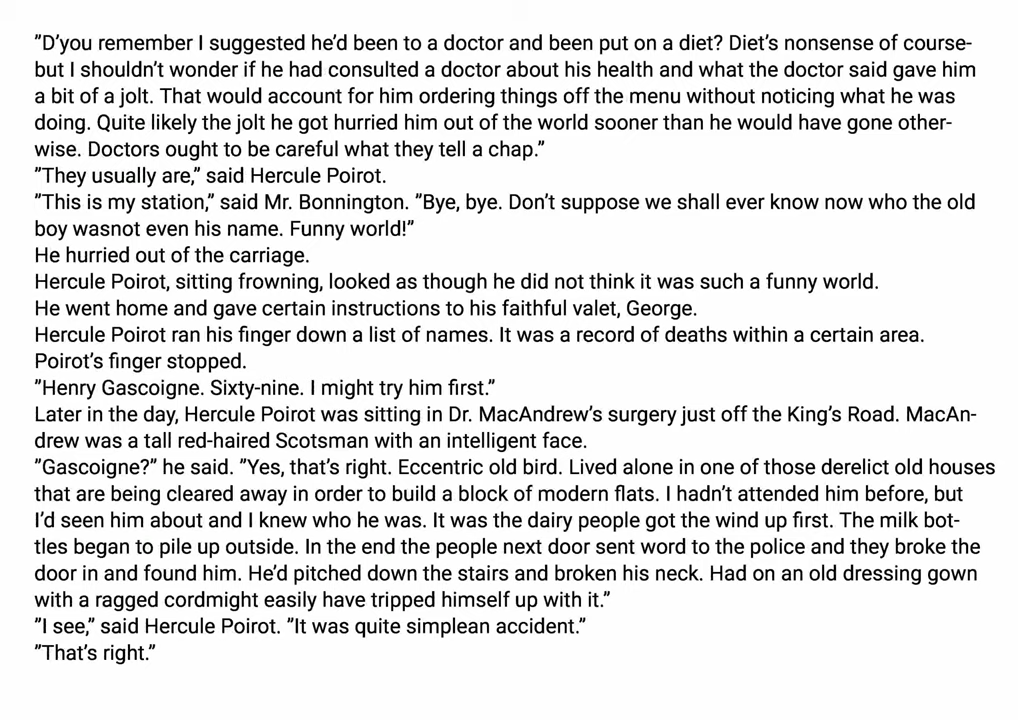 ”D’you remember I suggested he’d been to a doctor and been put on a diet? Diet’s nonsense of course-
but I shouldn’t wonder if he had consulted a doctor about his health and what the doctor said gave him
a bit of a jolt. That would account for him ordering things off the menu without noticing what he was
doing. Quite likely the jolt he got hurried him out of the world sooner than he would have gone other-
wise. Doctors ought to be careful what they tell a chap.”
”They usually are,” said Hercule Poirot.
”This is my station,” said Mr. Bonnington. ”Bye, bye. Don’t suppose we shall ever know now who the old
boy wasnot even his name. Funny world!”
He hurried out of the carriage.
Hercule Poirot, sitting frowning, looked as though he did not think it was such a funny world.
He went home and gave certain instructions to his faithful valet, George.
Hercule Poirot ran his finger down a list of names. It was a record of deaths within a certain area.
Poirot’s finger stopped.
”Henry Gascoigne. Sixty-nine. I might try him first.”
Later in the day, Hercule Poirot was sitting in Dr. MacAndrew’s surgery just off the King’s Road. MacAn-
drew was a tall red-haired Scotsman with an intelligent face.
”Gascoigne?” he said. ”Yes, that’s right. Eccentric old bird. Lived alone in one of those derelict old houses
that are being cleared away in order to build a block of modern flats. I hadn’t attended him before, but
I’d seen him about and I knew who he was. It was the dairy people got the wind up first. The milk bot-
tles began to pile up outside. In the end the people next door sent word to the police and they broke the
door in and found him. He’d pitched down the stairs and broken his neck. Had on an old dressing gown
with a ragged cordmight easily have tripped himself up with it.”
”I see,” said Hercule Poirot. ”It was quite simplean accident.”
”That’s right.”